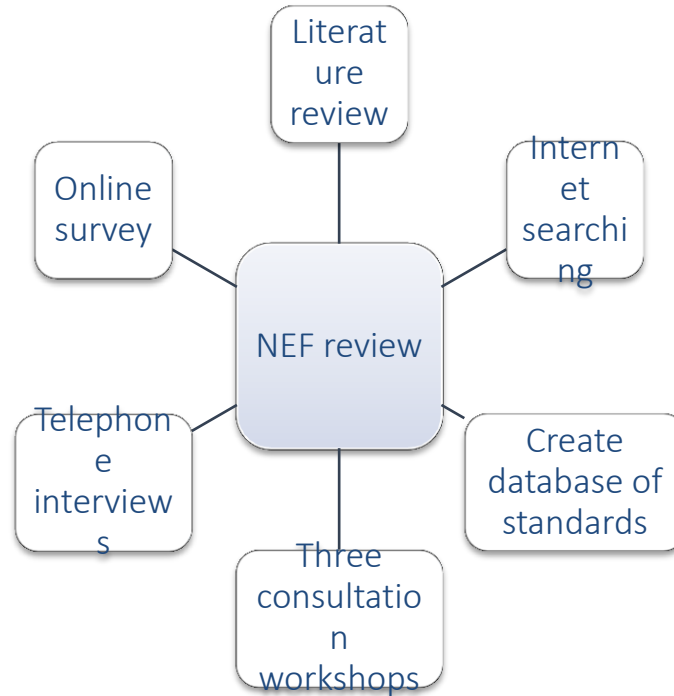 Literat
ure
review
Intern
et
searchi
ng
Online
survey
NEF review
Create
database of
standards
Telephon
e
interview
s
Three
consultatio
n
workshops